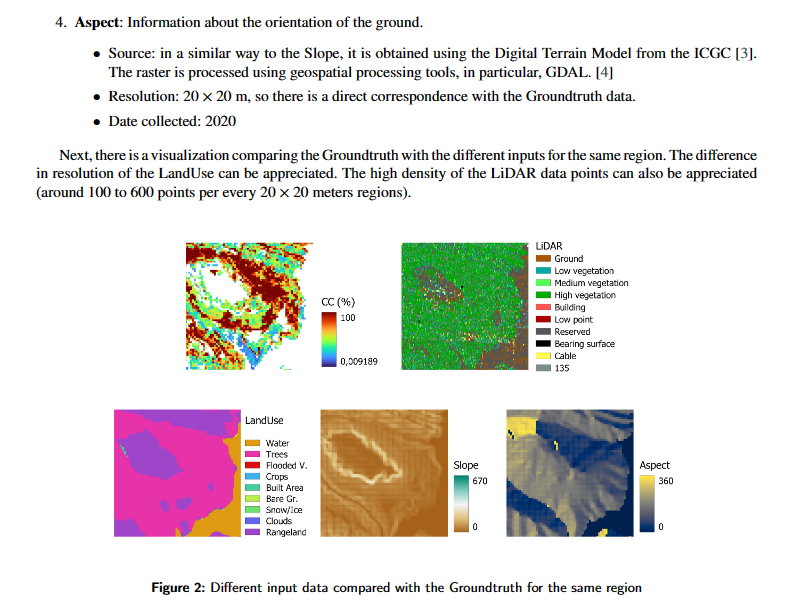 4. Aspect: Information about the orientation of the ground.
• Source: in a similar way to the Slope, it is obtained using the Digital Terrain Model from the ICGC [3].
The raster is processed using geospatial processing tools, in particular, GDAL. [4]
• Resolution: 20 × 20 m, so there is a direct correspondence with the Groundtruth data.
• Date collected: 2020
Next, there is a visualization comparing the Groundtruth with the different inputs for the same region. The difference
in resolution of the LandUse can be appreciated. The high density of the LiDAR data points can also be appreciated
(around 100 to 600 points per every 20 × 20 meters regions).
CC (%)
100
0,009189
LiDAR
Ground
Low vegetation
Medium vegetation
High vegetation
Building
Low point
Reserved
Bearing surface
Cable
135
LandUse
Water
Trees
Flooded V.
Crops
Built Area
Bare Gr.
Snow/Ice
Clouds
Rangeland
Slope
670
0
Aspect
360
0
Figure 2: Different input data compared with the Groundtruth for the same region